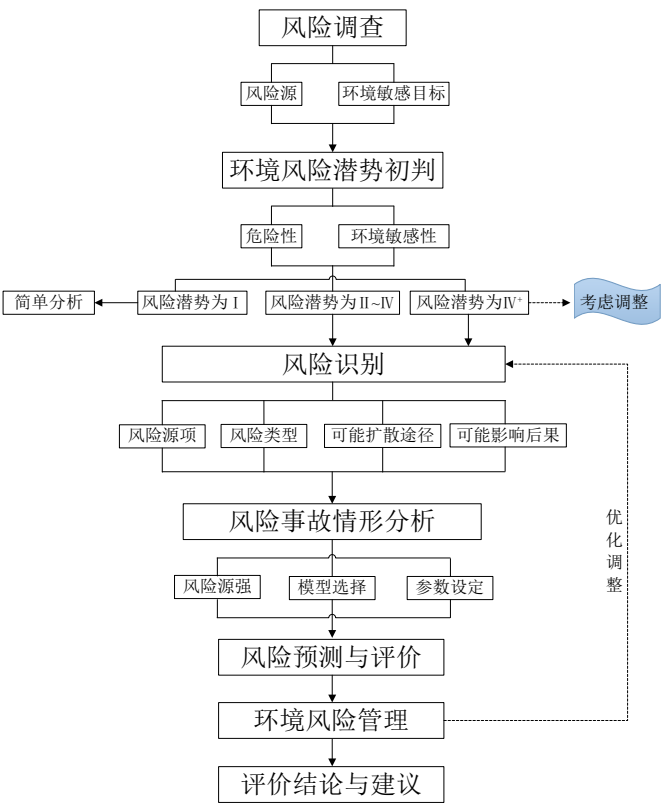 风险调查
风险源
环境敏感目标
环境风险潜势初判
危险性
环境敏感性
简单分析
风险潜势为 I
风险潜势为 II~IV
风险潜势为IV⁺
考虑调整
风险识别
风险源项
风险类型
可能扩散途径
可能影响后果
风险事故情形分析
优化调整
风险源强
模型选择
参数设定
风险预测与评价
环境风险管理
评价结论与建议